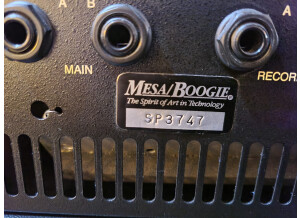 A B A
MAIN RECOR
MESA/BOOGIE®
The Spirit of Art in Technology
SP3747